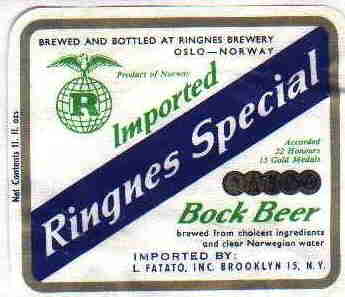 BREWED AND BOTTLED AT RINGNES BREWERY
OSLO—NORWAY
Product of Norway
R
Imported
Ringnes Special
Accorded
22 Honours
15 Gold Medals
Bock Beer
brewed from choicest ingredients
and clear Norwegian water
IMPORTED BY:
L. FATATO, INC. BROOKLYN 15, N.Y.
Net Contents 11. fl. ozs